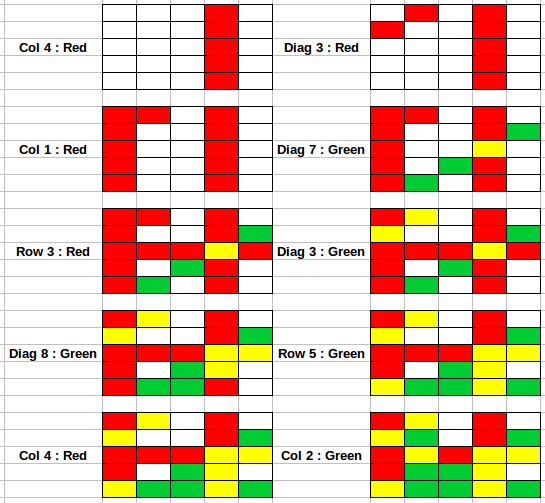 Col 4 : Red
Diag 3 : Red
Col 1 : Red
Diag 7 : Green
Row 3 : Red
Diag 3 : Green
Diag 8 : Green
Row 5 : Green
Col 4 : Red
Col 2 : Green